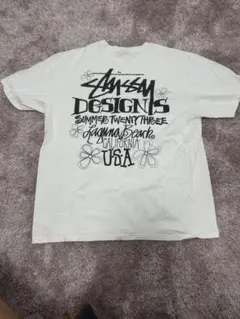 STÜSSY
DESIGNS
SUMMER TWENTY THREE
Laguna Beach
CALIFORNIA
USA